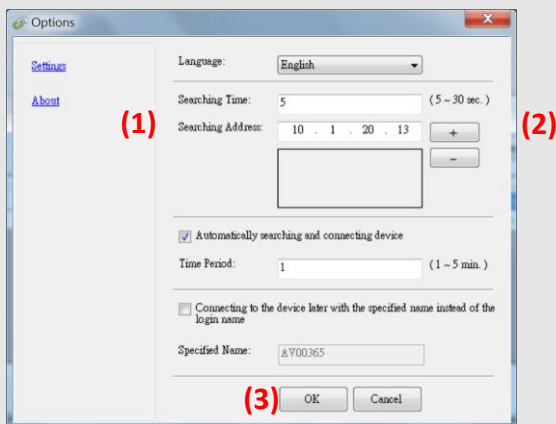 Options
Settings
About
Language: English
Searching Time: 5 (5 ~ 30 sec.)
(1) Searching Address: 10 . 1 . 20 . 13 + (2)
−
Automatically searching and connecting device
Time Period: 1 (1 ~ 5 min.)
Connecting to the device later with the specified name instead of the
login name
Specified Name: AV00365
(3) OK Cancel